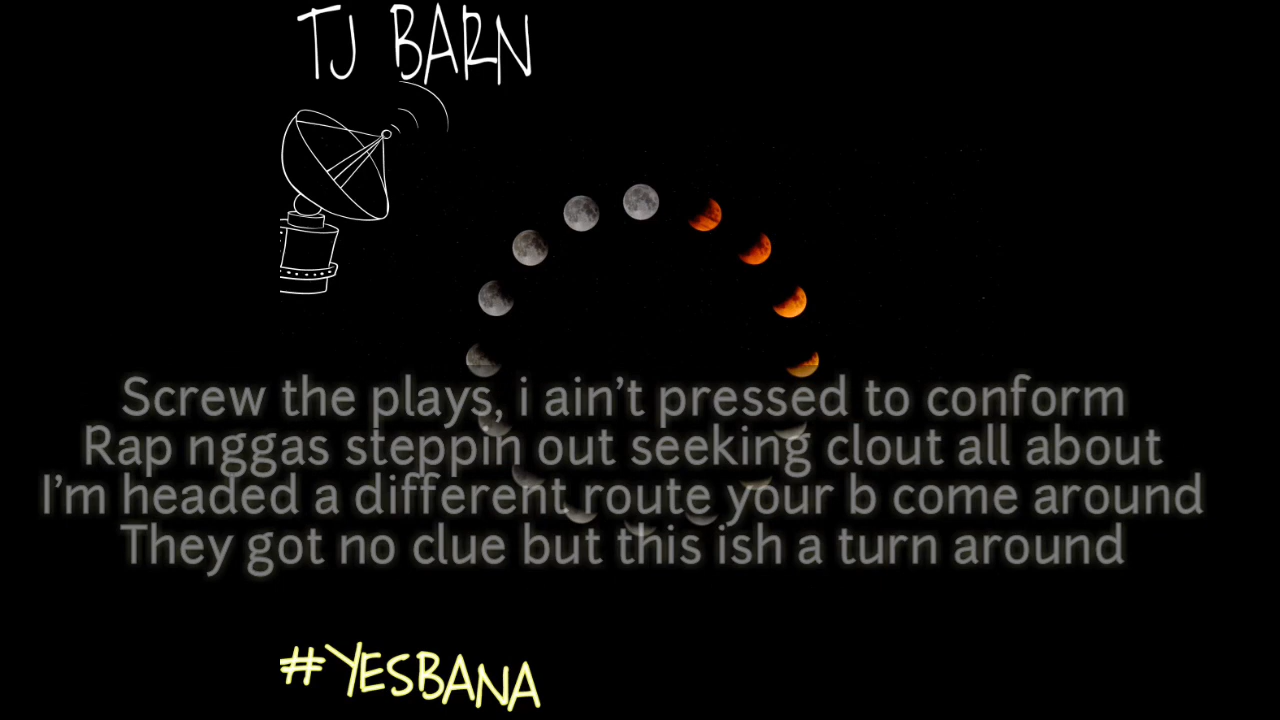 TJ BARN
Screw the plays, i ain't pressed to conform
Rap nggas steppin out seeking clout all about
I'm headed a different route your b come around
They got no clue but this ish a turn around
#YESBANA